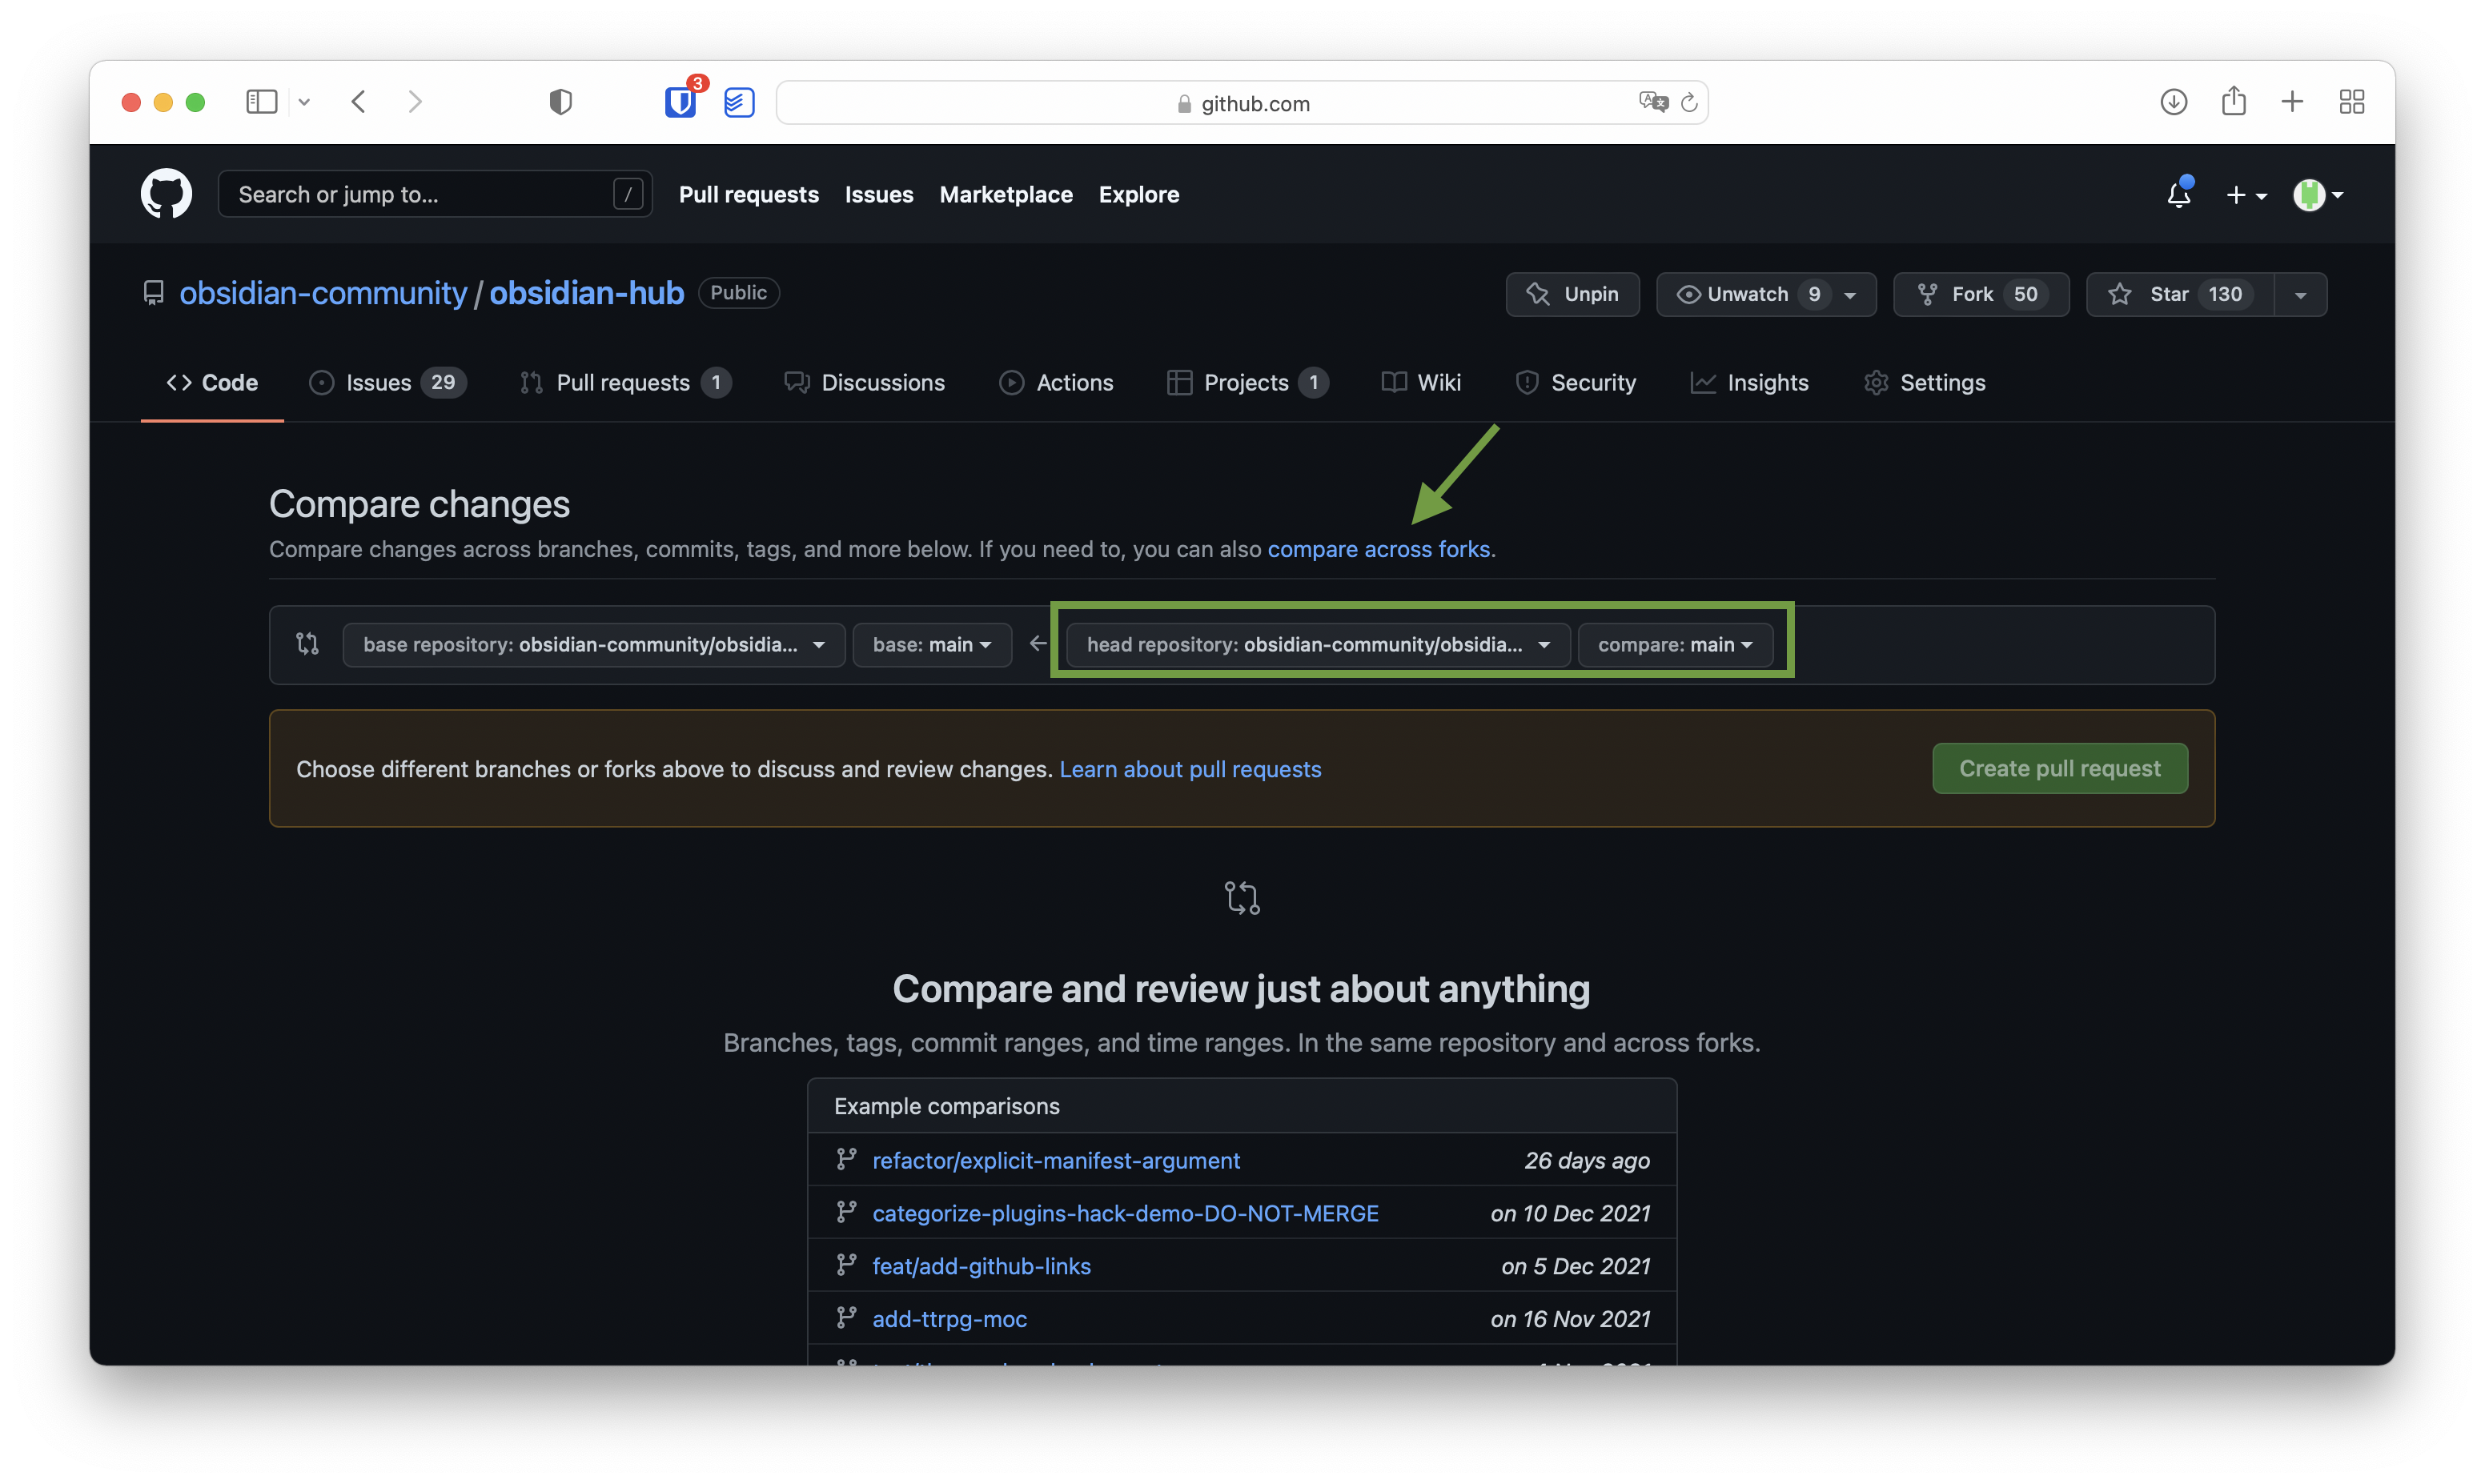 3
github.com
Search or jump to... / Pull requests Issues Marketplace Explore
obsidian-community / obsidian-hub Public Unpin Unwatch 9 Fork 50 Star 130
Code Issues 29 Pull requests 1 Discussions Actions Projects 1 Wiki Security Insights Settings
Compare changes
Compare changes across branches, commits, tags, and more below. If you need to, you can also compare across forks.
base repository: obsidian-community/obsidia... base: main head repository: obsidian-community/obsidia... compare: main
Choose different branches or forks above to discuss and review changes. Learn about pull requests Create pull request
Compare and review just about anything
Branches, tags, commit ranges, and time ranges. In the same repository and across forks.
Example comparisons
refactor/explicit-manifest-argument 26 days ago
categorize-plugins-hack-demo-DO-NOT-MERGE on 10 Dec 2021
feat/add-github-links on 5 Dec 2021
add-ttrpg-moc on 16 Nov 2021